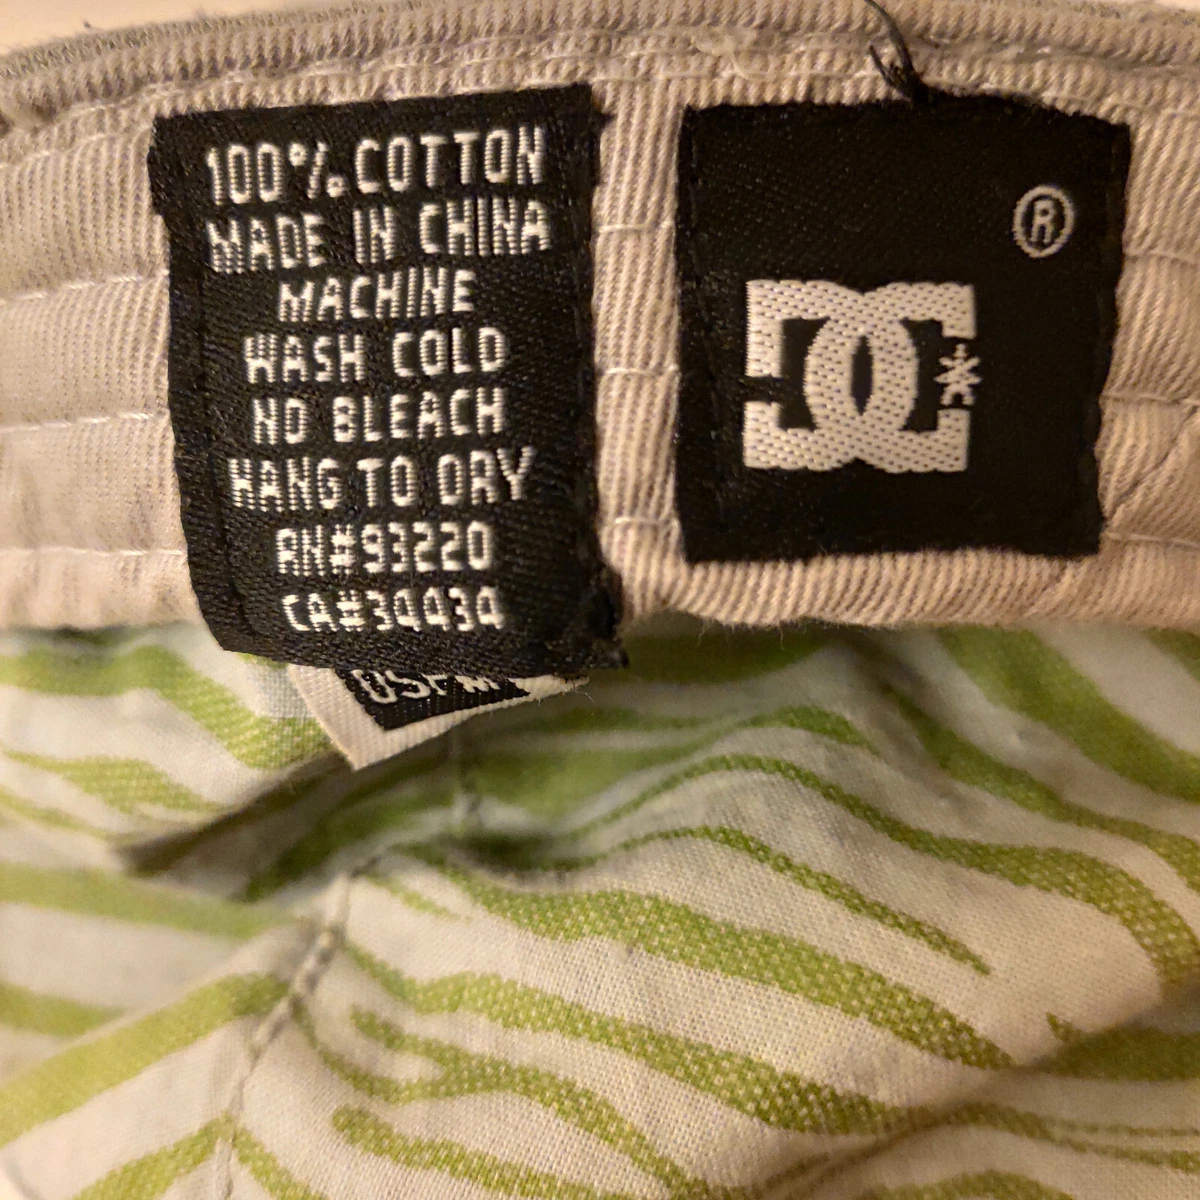 100% COTTON
MADE IN CHINA
MACHINE
WASH COLD
NO BLEACH
HANG TO DRY
RN#93220
CA#34434
®
DC